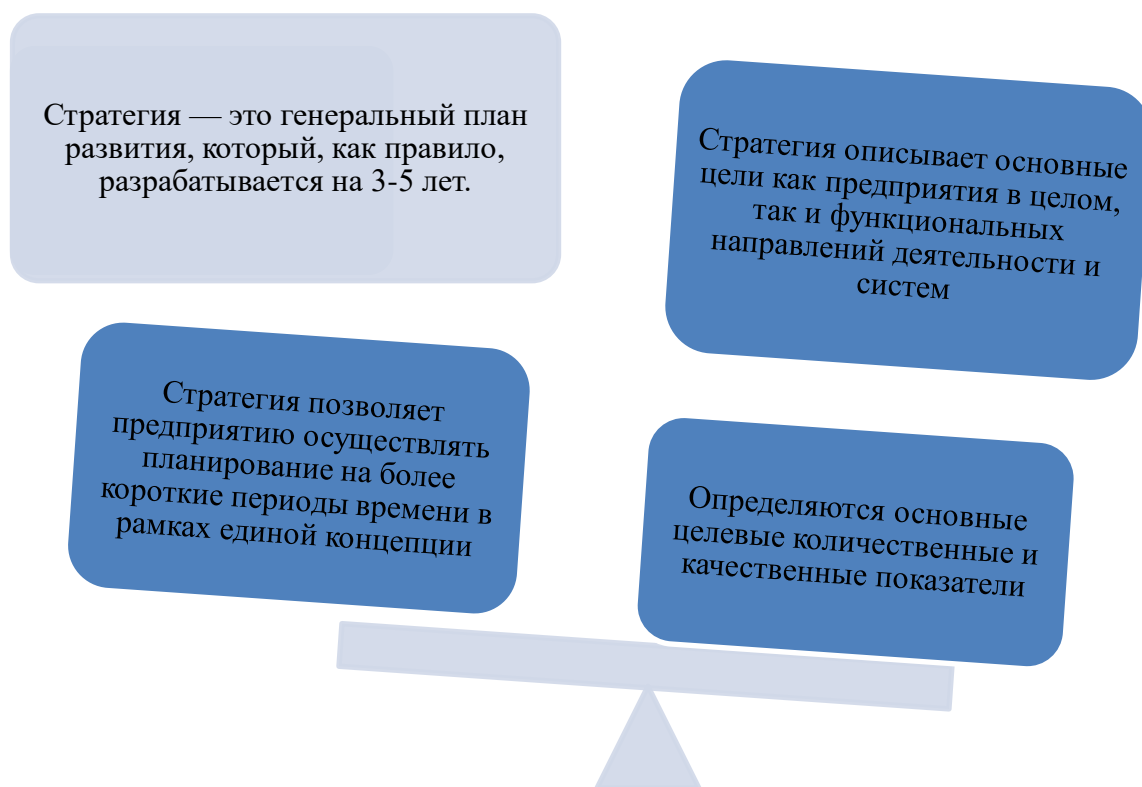 Стратегия — это генеральный план
развития, который, как правило,
разрабатывается на 3-5 лет.
Стратегия описывает основные
цели как предприятия в целом,
так и функциональных
направлений деятельности и
систем
Стратегия позволяет
предприятию осуществлять
планирование на более
короткие периоды времени в
рамках единой концепции
Определяются основные
целевые количественные и
качественные показатели